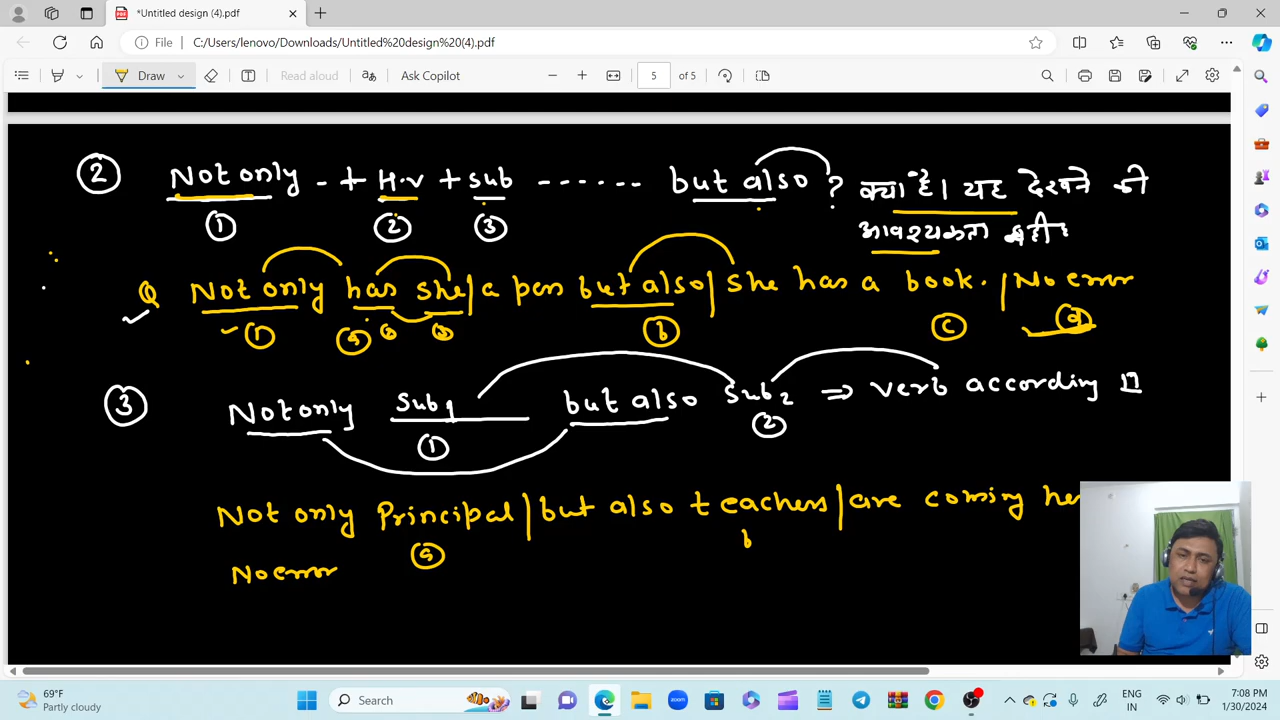 *Untitled design (4).pdf
File C:/Users/lenovo/Downloads/Untitled%20design%20(4).pdf
Draw Read aloud Ask Copilot 5 of 5
② Not only - + H.v + sub ------ but also ? क्या है। यह देखने की
① ② ③ आवश्यकता नहीं
Q Not only has she| a pen but also| she has a book. | No error
① ⓐ ② ③ ⓑ ⓒ ⓓ
③ Not only Sub1 but also Sub2 ⇒ verb according II
① ②
Not only Principal| but also teachers| are coming he
ⓐ b
No error
69°F
Partly cloudy
Search
ENG
IN
7:08 PM
1/30/2024